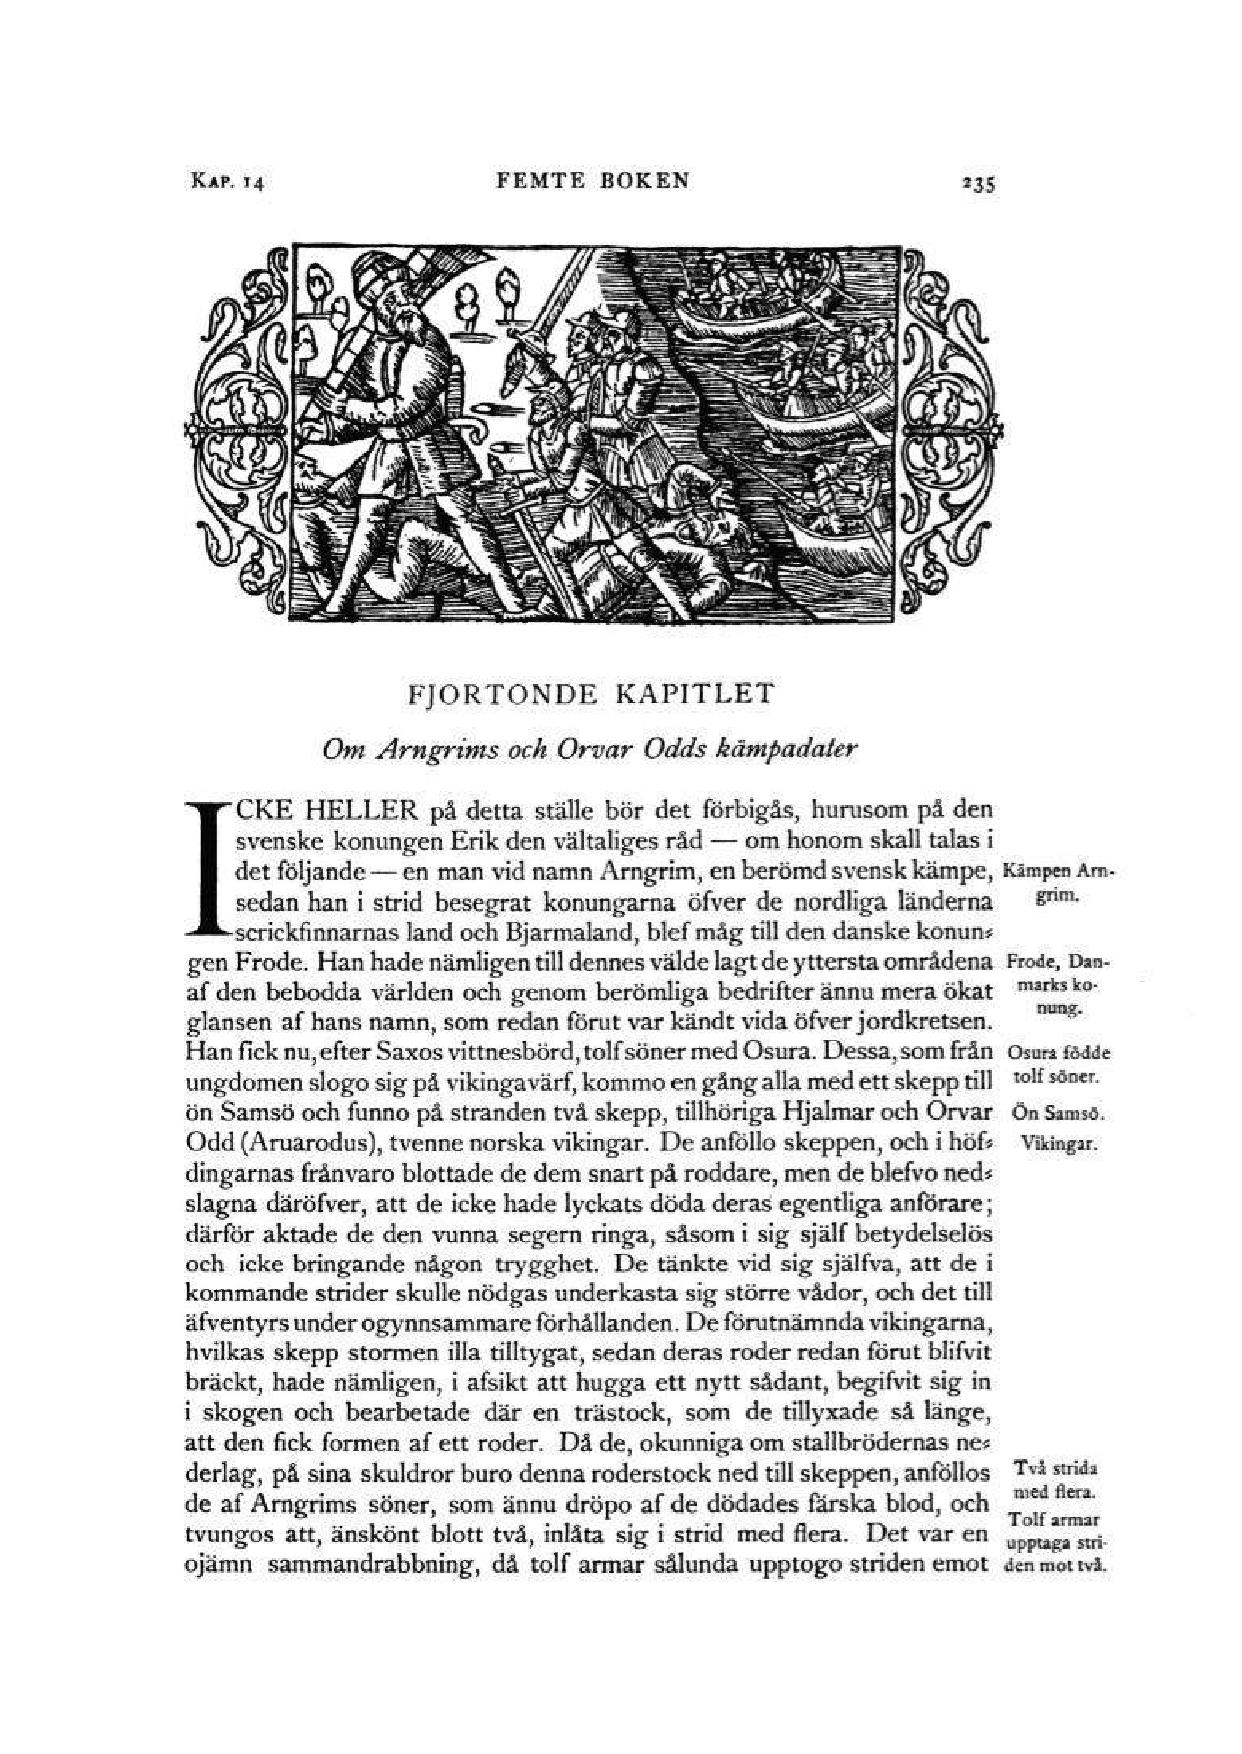 KAP. 14 FEMTE BOKEN 235
FJORTONDE KAPITLET
Om Arngrims och Orvar Odds kämpadater
ICKE HELLER på detta ställe bör det förbigås, hurusom på den
svenske konungen Erik den vältaliges råd — om honom skall talas i
det följande — en man vid namn Arngrim, en berömd svensk kämpe,
sedan han i strid besegrat konungarna öfver de nordliga länderna
scrickfinnarnas land och Bjarmaland, blef måg till den danske konun⸗
gen Frode. Han hade nämligen till dennes välde lagt de yttersta områdena
af den bebodda världen och genom berömliga bedrifter ännu mera ökat
glansen af hans namn, som redan förut var kändt vida öfver jordkretsen.
Han fick nu, efter Saxos vittnesbörd, tolf söner med Osura. Dessa, som från
ungdomen slogo sig på vikingavärf, kommo en gång alla med ett skepp till
ön Samsö och funno på stranden två skepp, tillhöriga Hjalmar och Orvar
Odd (Aruarodus), tvenne norska vikingar. De anföllo skeppen, och i höf⸗
dingarnas frånvaro blottade de dem snart på roddare, men de blefvo ned⸗
slagna däröfver, att de icke hade lyckats döda deras egentliga anförare;
därför aktade de den vunna segern ringa, såsom i sig själf betydelselös
och icke bringande någon trygghet. De tänkte vid sig själfva, att de i
kommande strider skulle nödgas underkasta sig större vådor, och det till
äfventyrs under ogynnsammare förhållanden. De förutnämnda vikingarna,
hvilkas skepp stormen illa tilltygat, sedan deras roder redan förut blifvit
bräckt, hade nämligen, i afsikt att hugga ett nytt sådant, begifvit sig in
i skogen och bearbetade där en trästock, som de tillyxade så länge,
att den fick formen af ett roder. Då de, okunniga om stallbrödernas ne⸗
derlag, på sina skuldror buro denna roderstock ned till skeppen, anföllos
de af Arngrims söner, som ännu dröpo af de dödades färska blod, och
tvungos att, änskönt blott två, inlåta sig i strid med flera. Det var en
ojämn sammandrabbning, då tolf armar sålunda upptogo striden emot
Kämpen Arn-
grim.
Frode, Dan-
marks ko-
nung.
Osura födde
tolf söner.
Ön Samsö.
Vikingar.
Två strida
med flera.
Tolf armar
upptaga stri-
den mot två.